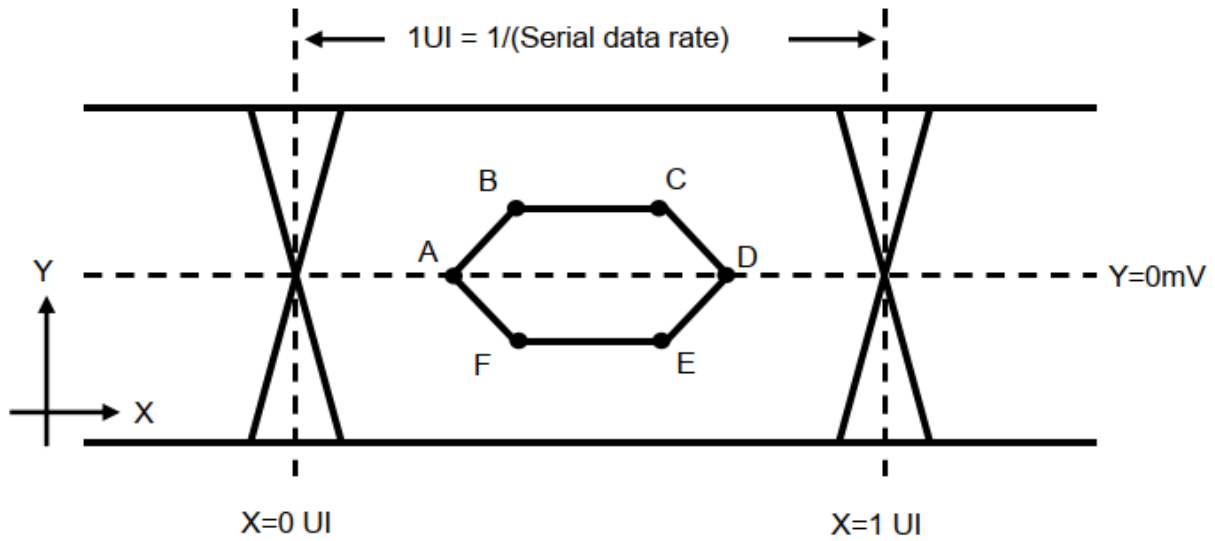 1UI = 1/(Serial data rate)
B
C
A
D
Y
Y=0mV
F
E
X
X=0 UI
X=1 UI